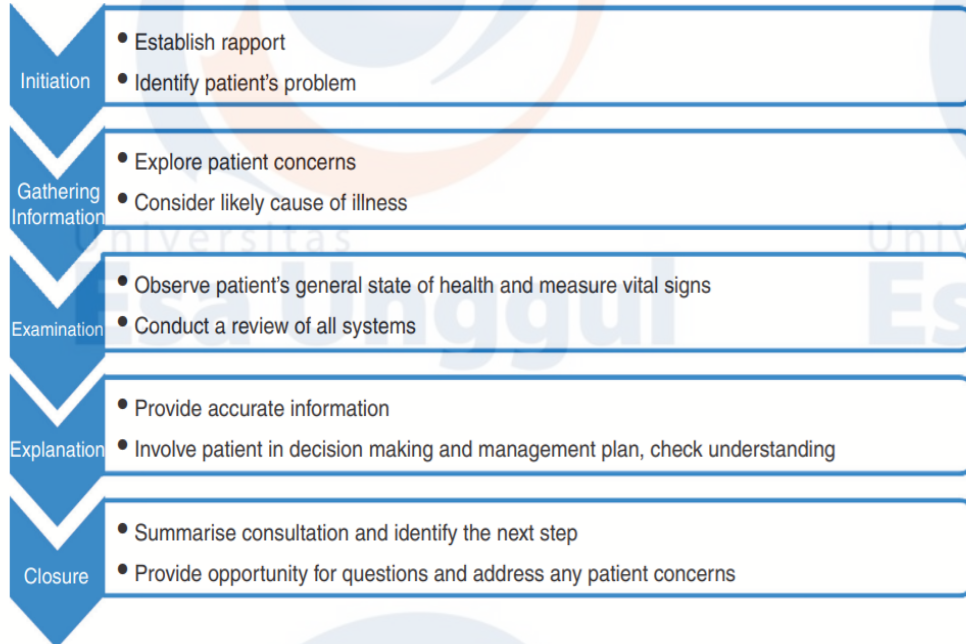 Initiation
• Establish rapport
• Identify patient's problem
Gathering
Information
• Explore patient concerns
• Consider likely cause of illness
Universitas
Esa Unggul
Univ
Es
Examination
• Observe patient's general state of health and measure vital signs
• Conduct a review of all systems
Explanation
• Provide accurate information
• Involve patient in decision making and management plan, check understanding
Closure
• Summarise consultation and identify the next step
• Provide opportunity for questions and address any patient concerns